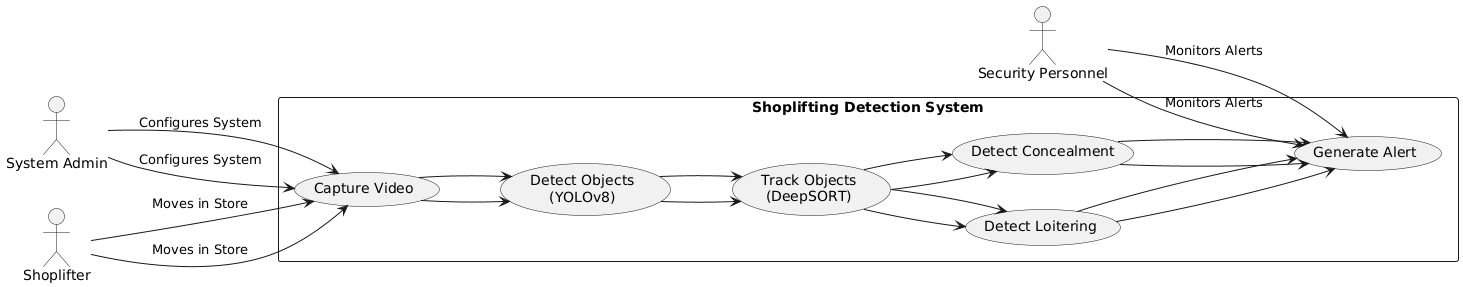 Security Personnel
Monitors Alerts
Monitors Alerts
Shoplifting Detection System
System Admin
Configures System
Configures System
Moves in Store
Moves in Store
Shoplifter
Capture Video
Detect Objects
(YOLOv8)
Track Objects
(DeepSORT)
Detect Concealment
Detect Loitering
Generate Alert